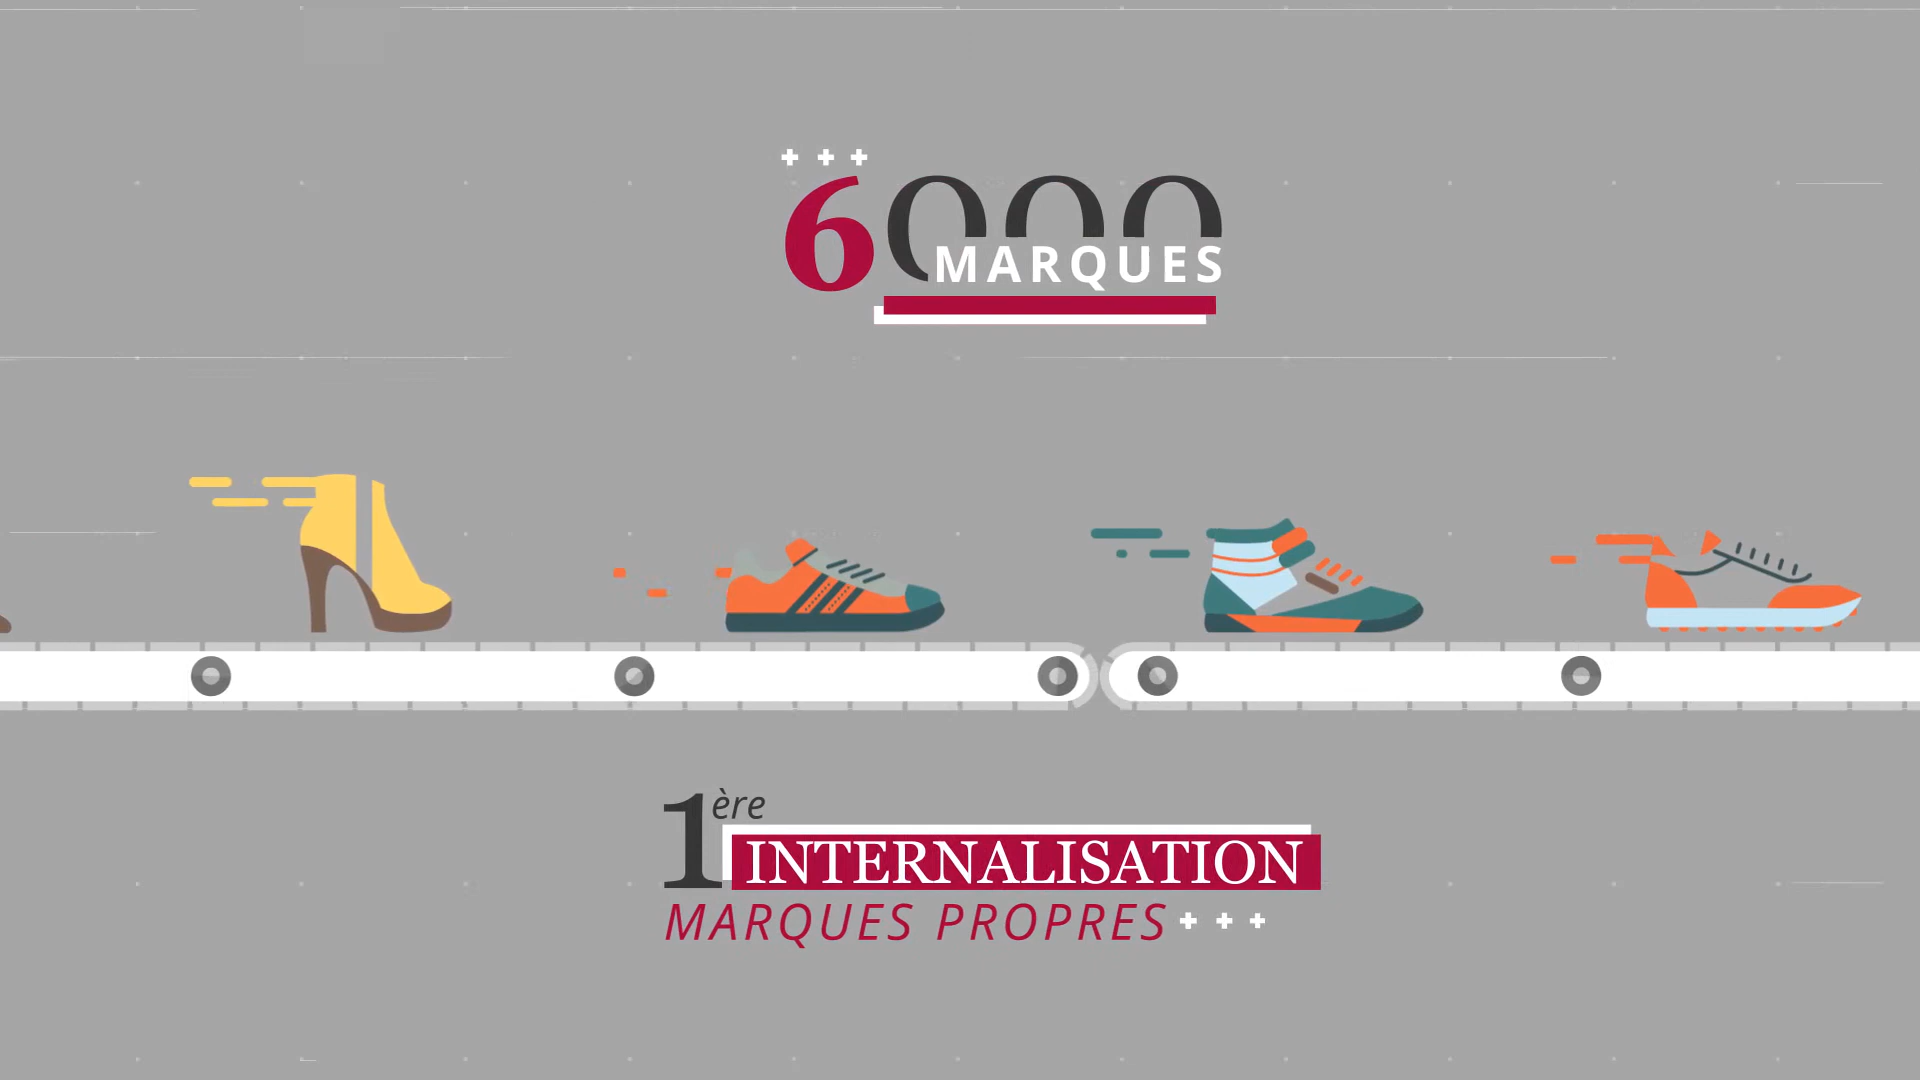 6000
MARQUES
1ère
INTERNALISATION
MARQUES PROPRES